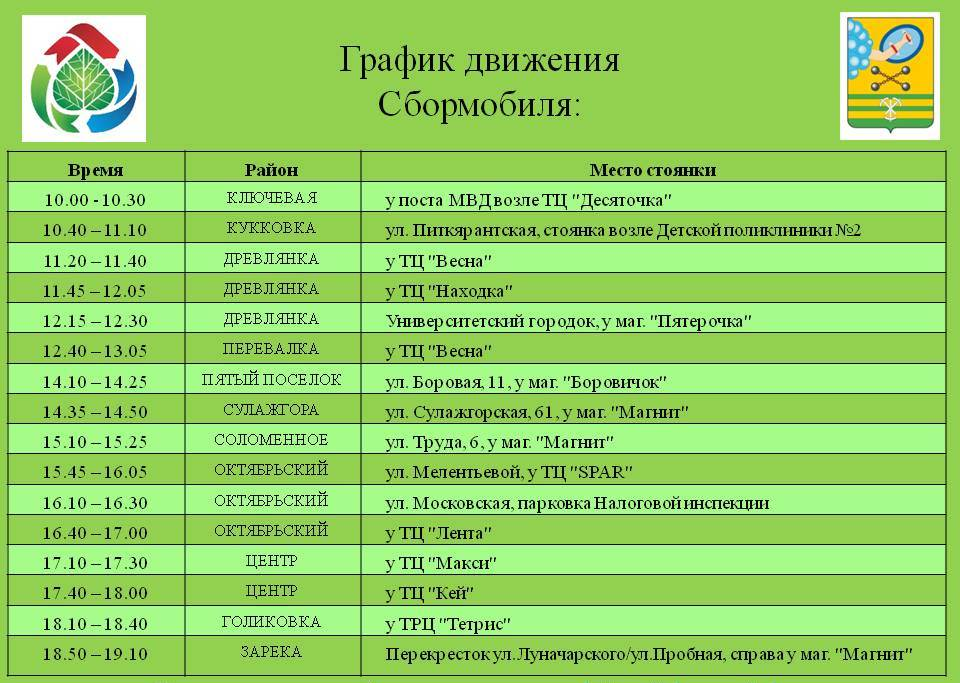 График движения
Сбормобиля:
Время Район Место стоянки
10.00 - 10.30 КЛЮЧЕВАЯ у поста МВД возле ТЦ "Десяточка"
10.40 – 11.10 КУККОВКА ул. Питкярантская, стоянка возле Детской поликлиники №2
11.20 – 11.40 ДРЕВЛЯНКА у ТЦ "Весна"
11.45 – 12.05 ДРЕВЛЯНКА у ТЦ "Находка"
12.15 – 12.30 ДРЕВЛЯНКА Университетский городок, у маг. "Пятерочка"
12.40 – 13.05 ПЕРЕВАЛКА у ТЦ "Весна"
14.10 – 14.25 ПЯТЫЙ ПОСЕЛОК ул. Боровая, 11, у маг. "Боровичок"
14.35 – 14.50 СУЛАЖГОРА ул. Сулажгорская, 61, у маг. "Магнит"
15.10 – 15.25 СОЛОМЕННОЕ ул. Труда, 6, у маг. "Магнит"
15.45 – 16.05 ОКТЯБРЬСКИЙ ул. Мелентьевой, у ТЦ "SPAR"
16.10 – 16.30 ОКТЯБРЬСКИЙ ул. Московская, парковка Налоговой инспекции
16.40 – 17.00 ОКТЯБРЬСКИЙ у ТЦ "Лента"
17.10 – 17.30 ЦЕНТР у ТЦ "Макси"
17.40 – 18.00 ЦЕНТР у ТЦ "Кей"
18.10 – 18.40 ГОЛИКОВКА у ТРЦ "Тетрис"
18.50 – 19.10 ЗАРЕКА Перекресток ул.Луначарского/ул.Пробная, справа у маг. "Магнит"